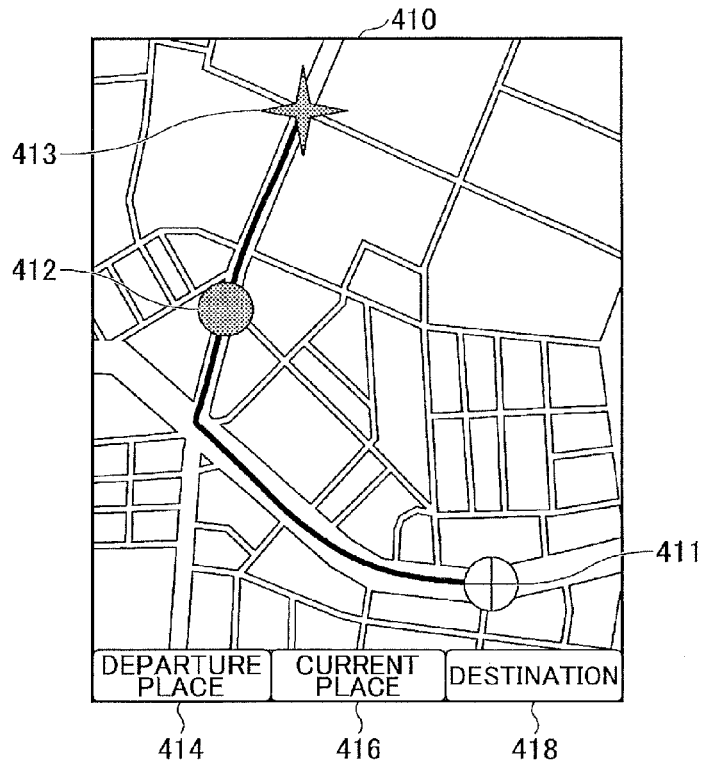 410
413
412
411
DEPARTURE
PLACE
CURRENT
PLACE
DESTINATION
414
416
418